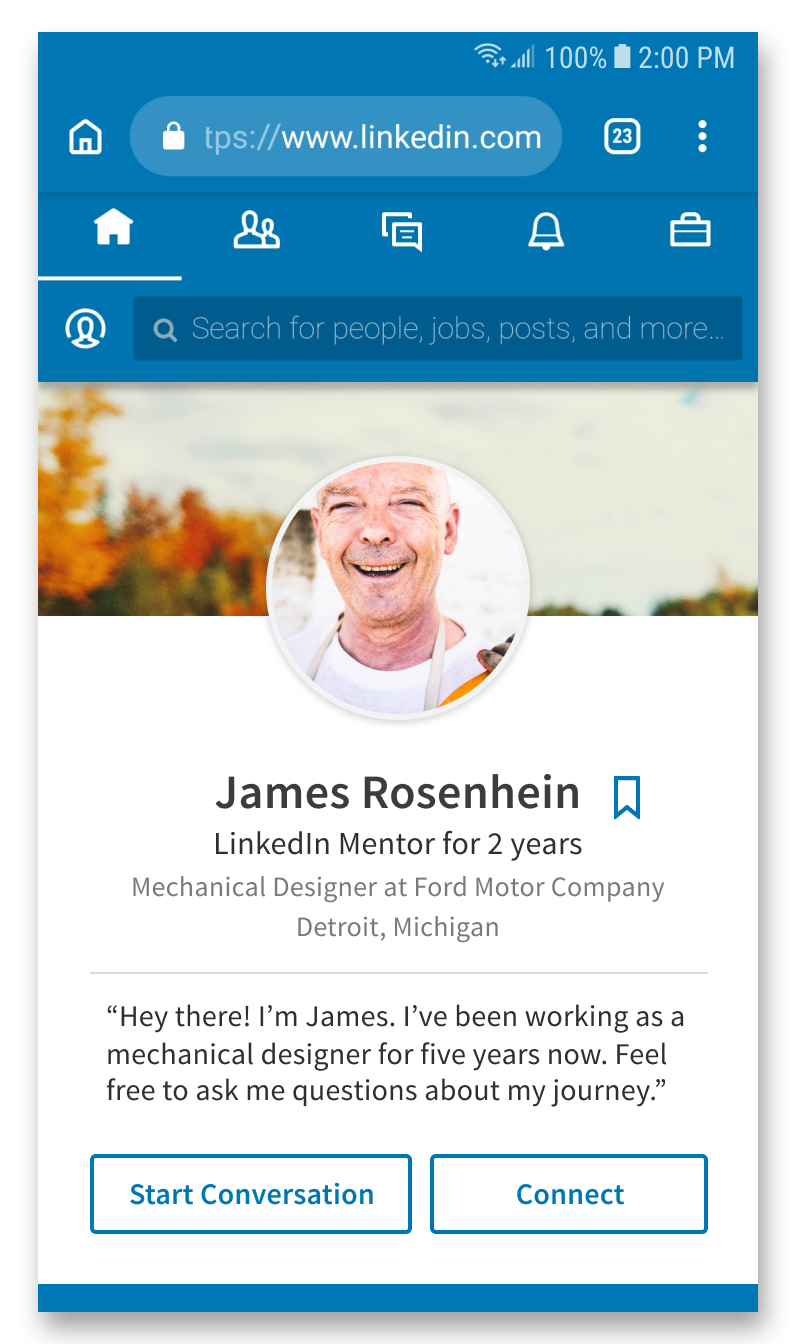 100% 2:00 PM
tps://www.linkedin.com 23
Search for people, jobs, posts, and more...
James Rosenhein
LinkedIn Mentor for 2 years
Mechanical Designer at Ford Motor Company
Detroit, Michigan
“Hey there! I’m James. I’ve been working as a
mechanical designer for five years now. Feel
free to ask me questions about my journey.”
Start Conversation Connect